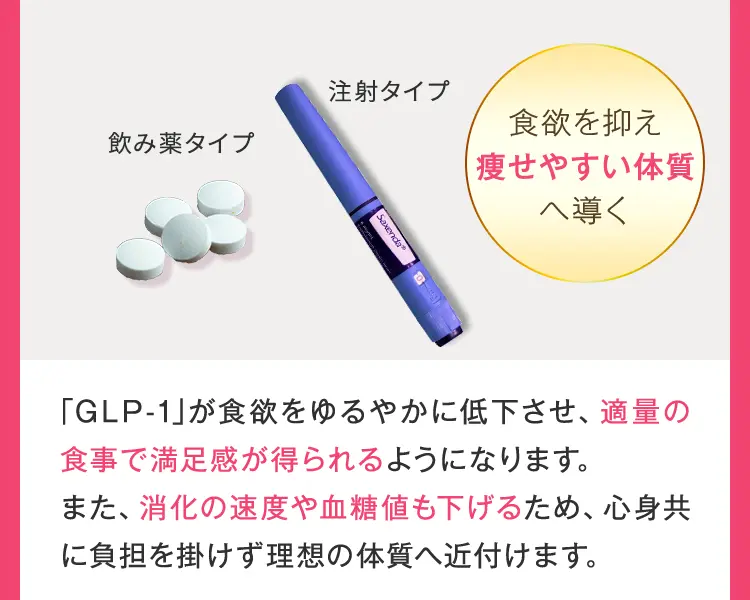 注射タイプ
飲み薬タイプ
食欲を抑え
痩せやすい体質
へ導く
Saxenda®
「GLP-1」が食欲をゆるやかに低下させ、適量の
食事で満足感が得られるようになります。
また、消化の速度や血糖値も下げるため、心身共
に負担を掛けず理想の体質へ近付けます。